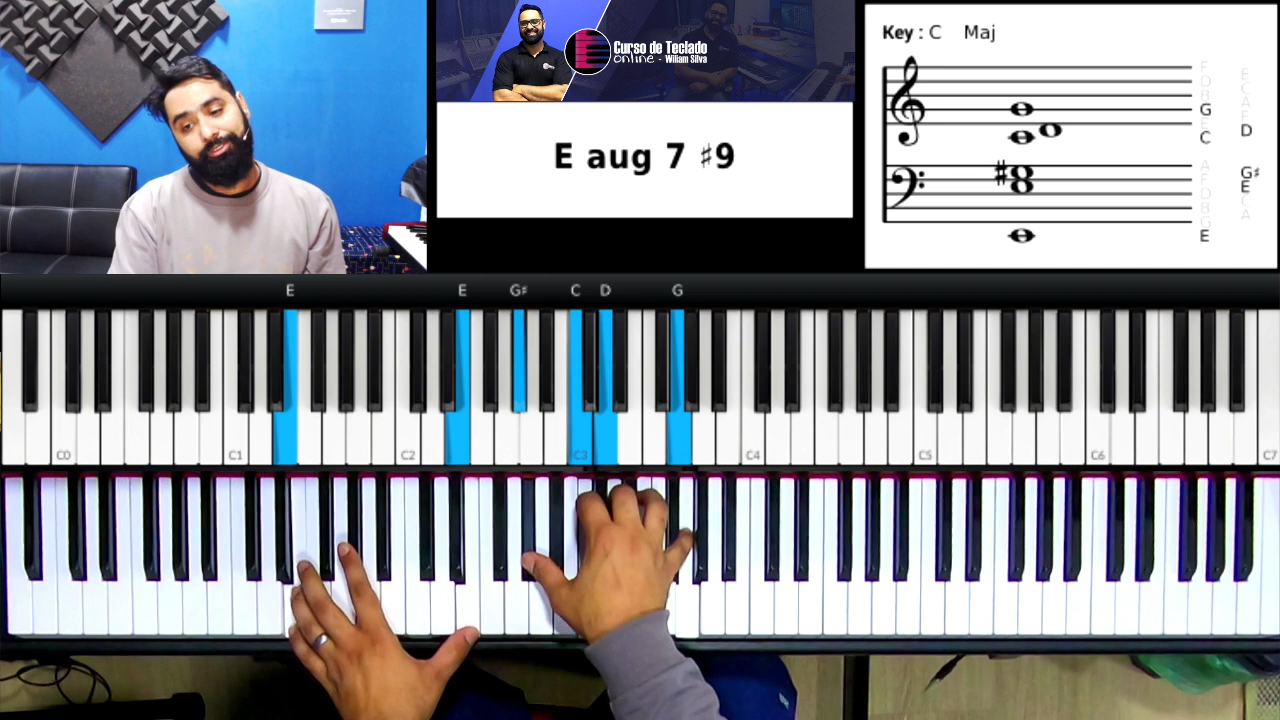 Curso de Teclado
online - Wiliam Silva
E aug 7 ♯9
Key : C Maj
F
D
B
G
E
C
A
F
D
B
G
E
E
C
A
F
D
G♯
E
C
A
E E G♯ C D G
C0 C1 C2 C3 C4 C5 C6 C7